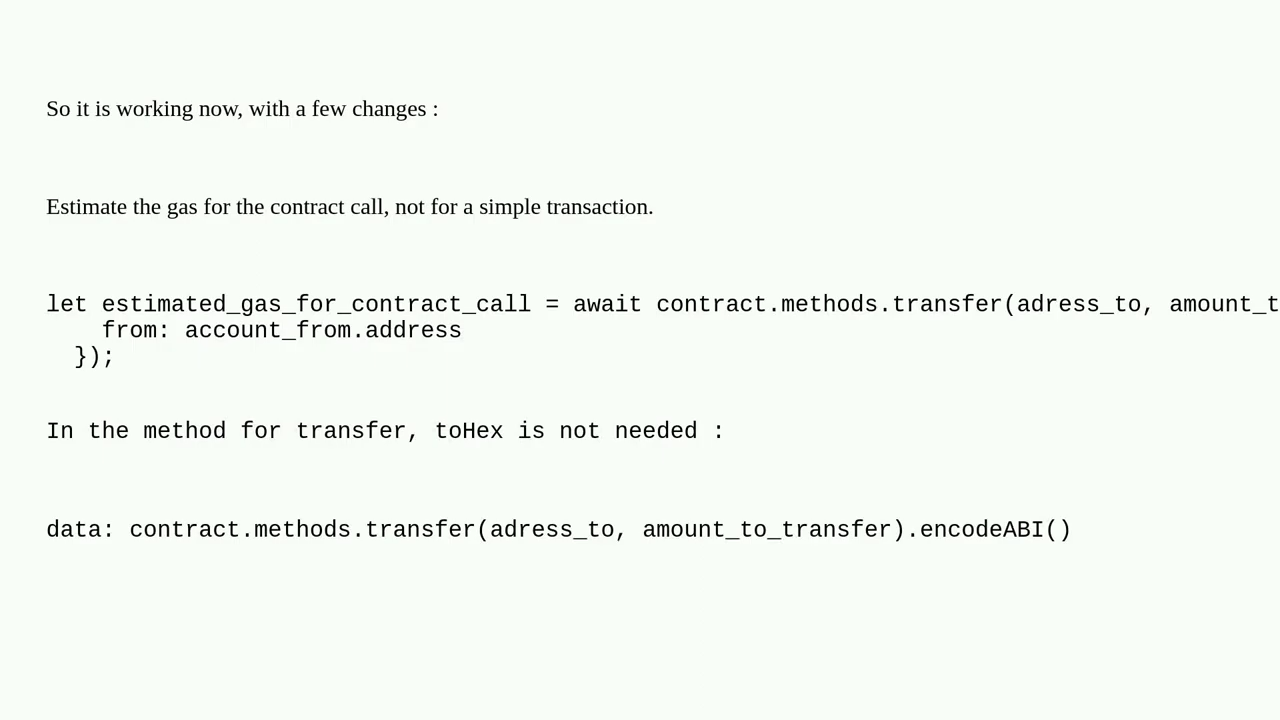 So it is working now, with a few changes :
Estimate the gas for the contract call, not for a simple transaction.
let estimated_gas_for_contract_call = await contract.methods.transfer(adress_to, amount_t
    from: account_from.address
  });
In the method for transfer, toHex is not needed :
data: contract.methods.transfer(adress_to, amount_to_transfer).encodeABI()